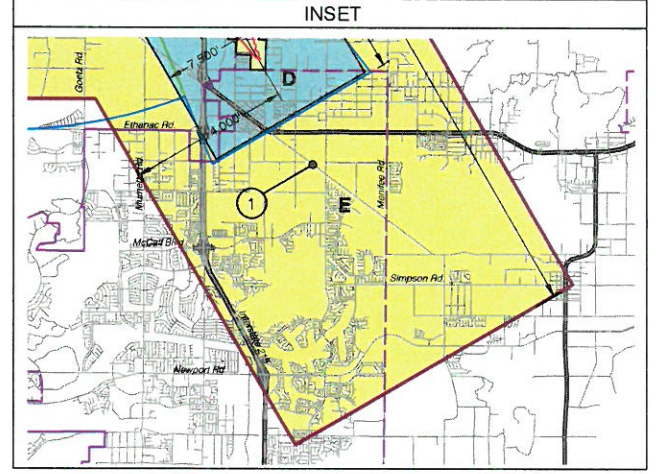 INSET
Goetz Rd
7,500'
D
14,000'
Ethanac Rd
Murrieta Rd
Menifee Rd
1
E
McCall Blvd
Simpson Rd
Newport Rd